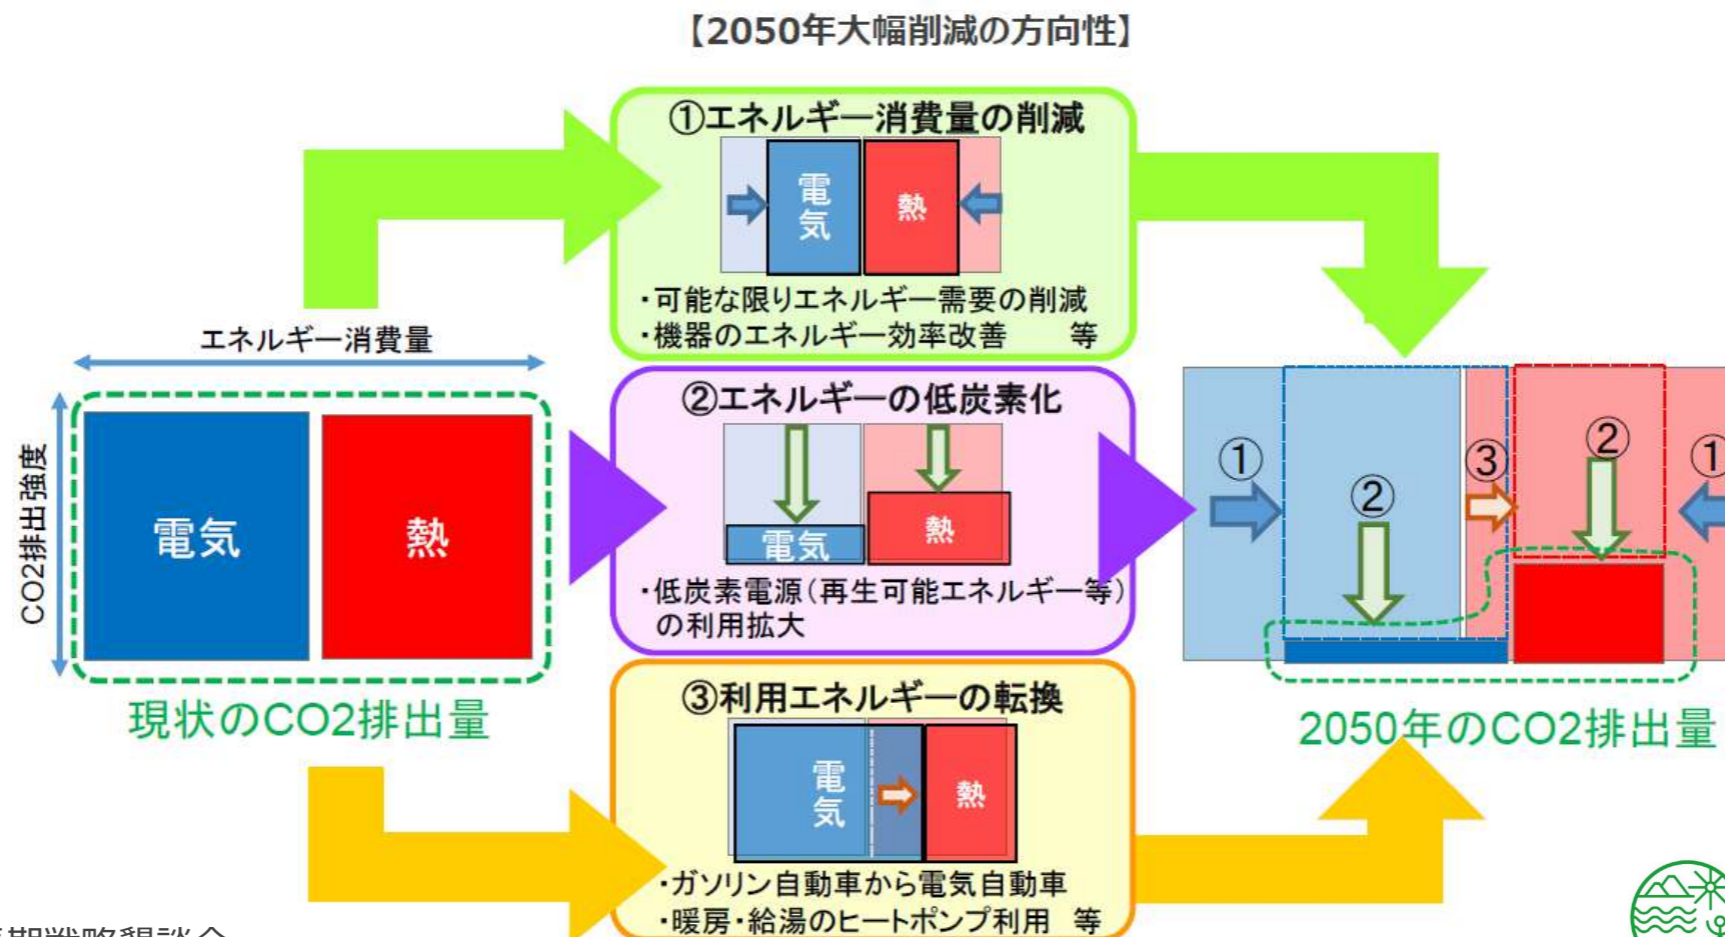 【2050年大幅削減の方向性】
①エネルギー消費量の削減
電気
熱
・可能な限りエネルギー需要の削減
・機器のエネルギー効率改善 等
エネルギー消費量
CO2排出強度
電気
熱
現状のCO2排出量
②エネルギーの低炭素化
電気
熱
・低炭素電源(再生可能エネルギー等)
の利用拡大
③利用エネルギーの転換
電気
熱
・ガソリン自動車から電気自動車
・暖房・給湯のヒートポンプ利用 等
①
②
③
②
①
2050年のCO2排出量
期戦略懇談会